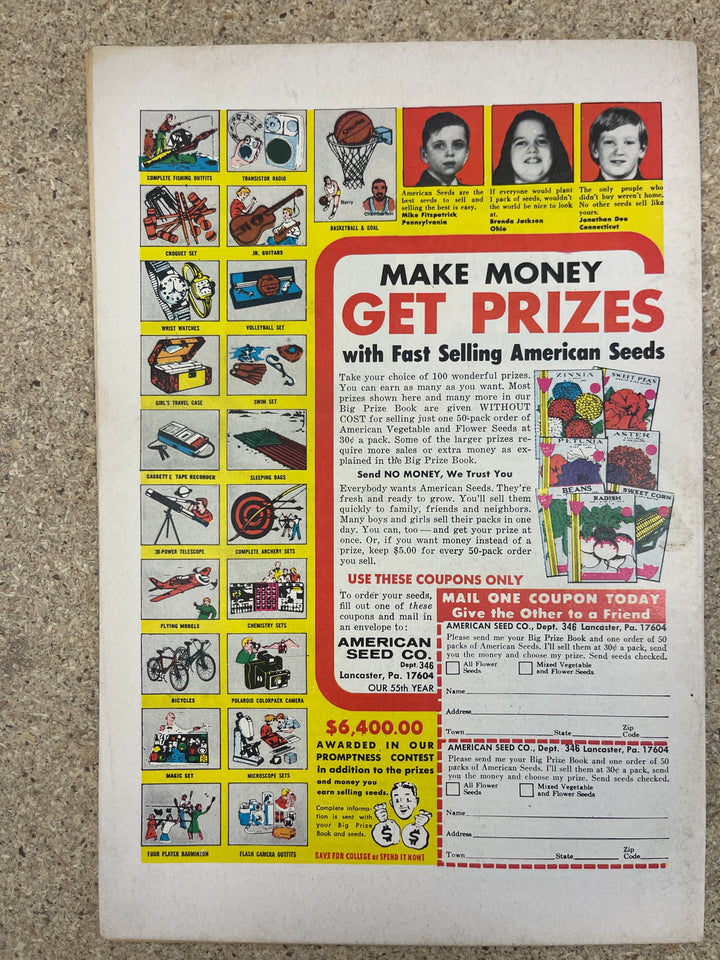 COMPLETE FISHING OUTFITS
TRANSISTOR RADIO
SPALDING
Barry
Chamberlain
BASKETBALL & GOAL
American Seeds are the
best seeds to sell and
selling the best is easy.
Mike Fitzpatrick
Pennsylvania
If everyone would plant
1 pack of seeds, wouldn't
the world be nice to look
at.
Brenda Jackson
Ohio
The only people who
didn't buy weren't home.
No other seeds sell like
yours.
Jonathan Dee
Connecticut
CROQUET SET
JR. GUITARS
WRIST WATCHES
VOLLEYBALL SET
GIRL'S TRAVEL CASE
SWIM SET
CASSETTE TAPE RECORDER
SLEEPING BAGS
30-POWER TELESCOPE
COMPLETE ARCHERY SETS
FLYING MODELS
CHEMISTRY SETS
BICYCLES
POLAROID COLORPACK CAMERA
MAGIC SET
MICROSCOPE SETS
FOUR PLAYER BADMINTON
FLASH CAMERA OUTFITS
MAKE MONEY
GET PRIZES
with Fast Selling American Seeds
Take your choice of 100 wonderful prizes.
You can earn as many as you want. Most
prizes shown here and many more in our
Big Prize Book are given WITHOUT
COST for selling just one 50-pack order of
American Vegetable and Flower Seeds at
30¢ a pack. Some of the larger prizes re-
quire more sales or extra money as ex-
plained in the Big Prize Book.
Send NO MONEY, We Trust You
Everybody wants American Seeds. They're
fresh and ready to grow. You'll sell them
quickly to family, friends and neighbors.
Many boys and girls sell their packs in one
day. You can, too — and get your prize at
once. Or, if you want money instead of a
prize, keep $5.00 for every 50-pack order
you sell.
ZINNIA
SWEET PEAS
PETUNIA
ASTER
BEANS
RADISH
SWEET CORN
USE THESE COUPONS ONLY
To order your seeds,
fill out one of these
coupons and mail in
an envelope to:
AMERICAN
SEED CO.
Dept. 346
Lancaster, Pa. 17604
OUR 55th YEAR
$6,400.00
AWARDED IN OUR
PROMPTNESS CONTEST
in addition to the prizes
and money you
earn selling seeds.
Complete informa-
tion is sent with
your Big Prize
Book and seeds.
$ $
SAVE FOR COLLEGE or SPEND IT NOW!
MAIL ONE COUPON TODAY
Give the Other to a Friend
AMERICAN SEED CO., Dept. 346 Lancaster, Pa. 17604
Please send me your Big Prize Book and one order of 50
packs of American Seeds. I'll sell them at 30¢ a pack, send
you the money and choose my prize. Send seeds checked.
All Flower Seeds
Mixed Vegetable and Flower Seeds
Name
Address
Town State Zip Code
AMERICAN SEED CO., Dept. 346 Lancaster, Pa. 17604
Please send me your Big Prize Book and one order of 50
packs of American Seeds. I'll sell them at 30¢ a pack, send
you the money and choose my prize. Send seeds checked.
All Flower Seeds
Mixed Vegetable and Flower Seeds
Name
Address
Town State Zip Code